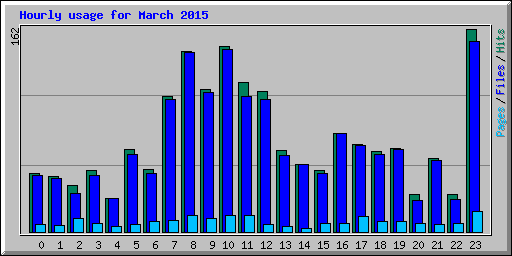 Hourly usage for March 2015
162
Pages/Files/Hits
0 1 2 3 4 5 6 7 8 9 10 11 12 13 14 15 16 17 18 19 20 21 22 23